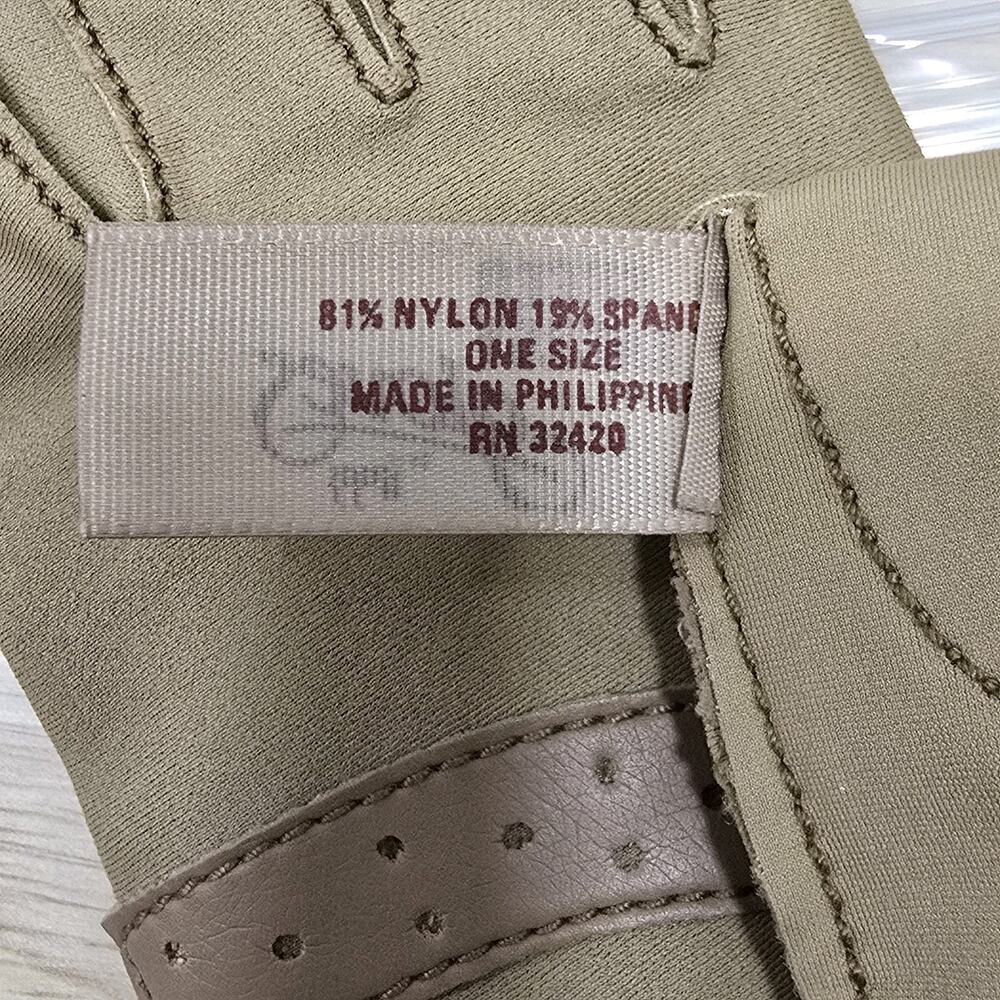 81% NYLON 19% SPAND
ONE SIZE
MADE IN PHILIPPINE
RN 32420